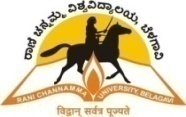 ರಾಣಿ ಚನ್ನಮ್ಮ ವಿಶ್ವವಿದ್ಯಾಲಯ, ಬೆಳಗಾವಿ
RANI CHANNAMMA UNIVERSITY, BELAGAVI
विद्वान् सर्वत्र पूज्यते